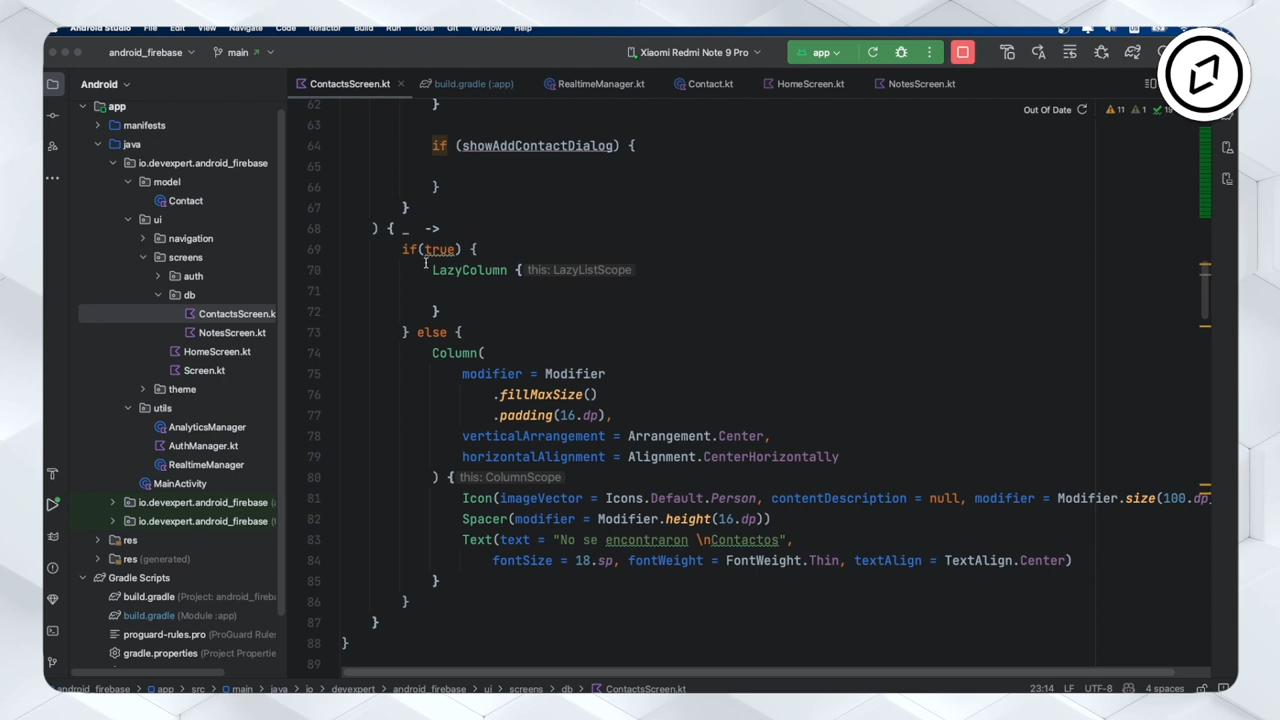 Android Studio File Edit View Navigate Code Refactor Build Run Tools Git Window Help
android_firebase main Xiaomi Redmi Note 9 Pro app
Android ContactsScreen.kt build.gradle (:app) RealtimeManager.kt Contact.kt HomeScreen.kt NotesScreen.kt
Out Of Date 11 1
app
manifests
java
io.devexpert.android_firebase
model
Contact
ui
navigation
screens
auth
db
ContactsScreen.k
NotesScreen.kt
HomeScreen.kt
Screen.kt
theme
utils
AnalyticsManager
AuthManager.kt
RealtimeManager
MainActivity
io.devexpert.android_firebase
io.devexpert.android_firebase
res
res (generated)
Gradle Scripts
build.gradle (Project: android_fireba
build.gradle (Module :app)
proguard-rules.pro (ProGuard Rules
gradle.properties (Project Propertie
62 }
63
64 if (showAddContactDialog) {
65
66 }
67 }
68 ) { _ ->
69 if(true) {
70 LazyColumn { this: LazyListScope
71
72 }
73 } else {
74 Column(
75 modifier = Modifier
76 .fillMaxSize()
77 .padding(16.dp),
78 verticalArrangement = Arrangement.Center,
79 horizontalAlignment = Alignment.CenterHorizontally
80 ) { this: ColumnScope
81 Icon(imageVector = Icons.Default.Person, contentDescription = null, modifier = Modifier.size(100.dp
82 Spacer(modifier = Modifier.height(16.dp))
83 Text(text = "No se encontraron \nContactos",
84 fontSize = 18.sp, fontWeight = FontWeight.Thin, textAlign = TextAlign.Center)
85 }
86 }
87 }
88 }
89
android_firebase app src main java io devexpert android_firebase ui screens db ContactsScreen.kt 23:14 LF UTF-8 4 spaces